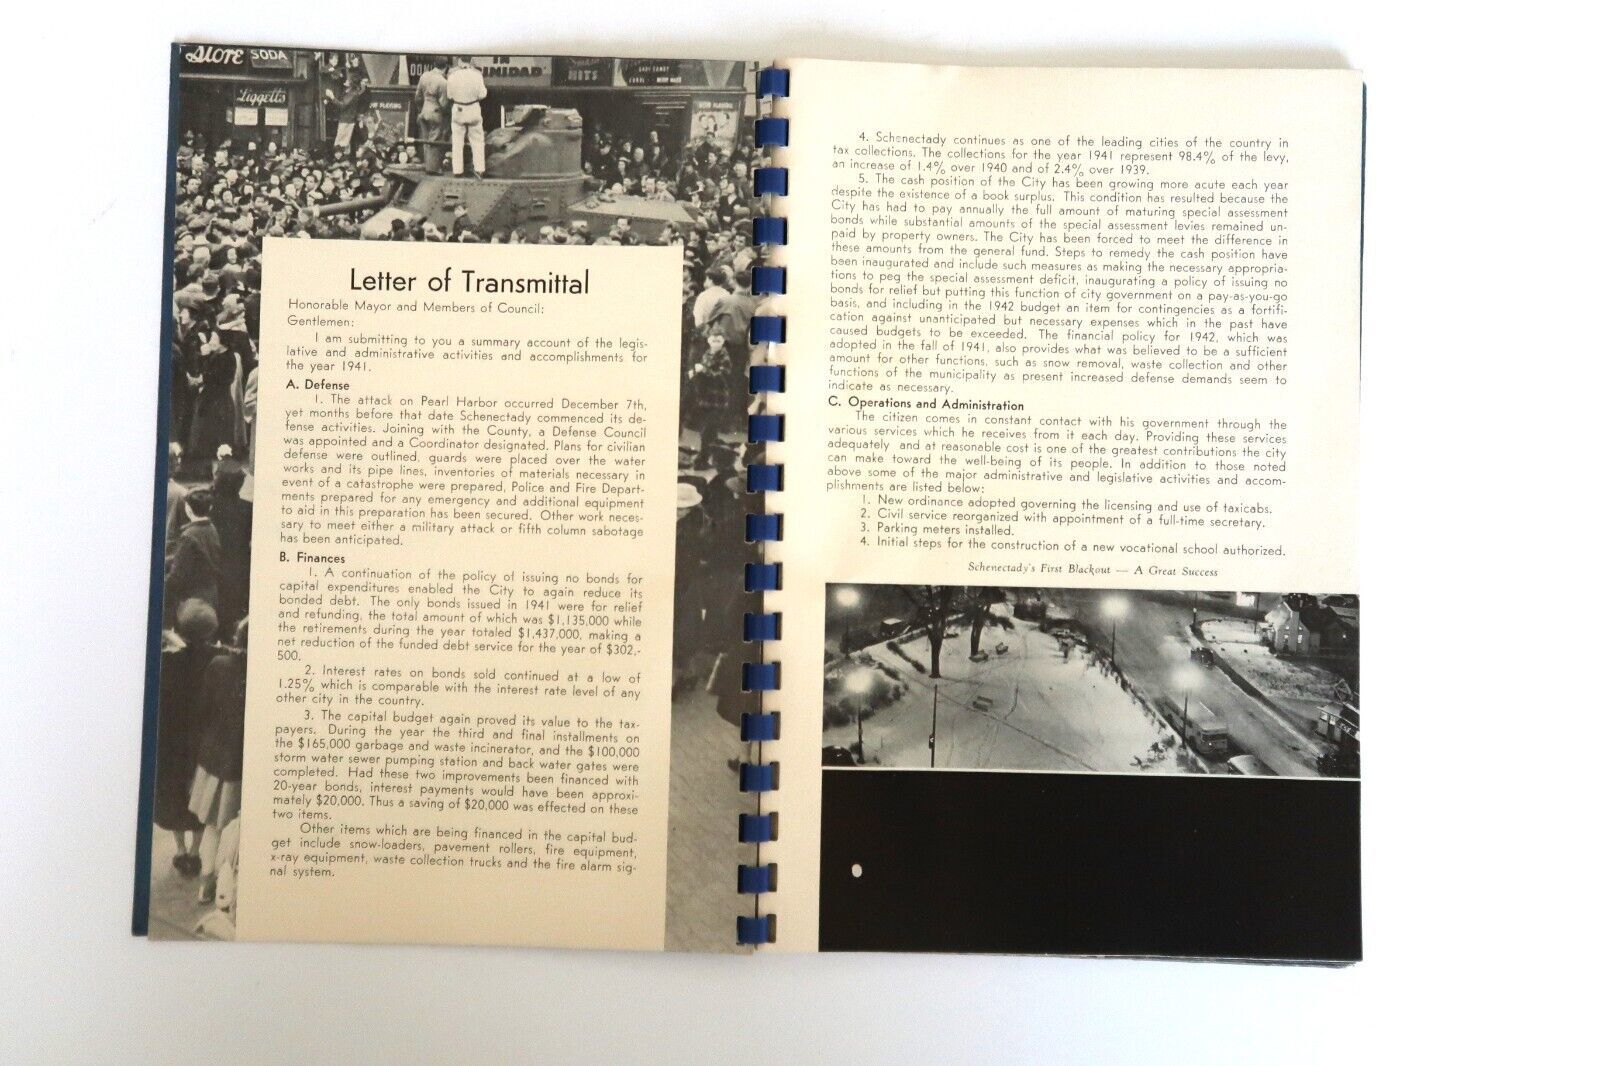 Store SODA
Liggetts
TRINIDAD
HITS
NOW PLAYING
Letter of Transmittal
Honorable Mayor and Members of Council:
Gentlemen:
I am submitting to you a summary account of the legis-
lative and administrative activities and accomplishments for
the year 1941.
A. Defense
1. The attack on Pearl Harbor occurred December 7th,
yet months before that date Schenectady commenced its de-
fense activities. Joining with the County, a Defense Council
was appointed and a Coordinator designated. Plans for civilian
defense were outlined, guards were placed over the water
works and its pipe lines, inventories of materials necessary in
event of a catastrophe were prepared, Police and Fire Depart-
ments prepared for any emergency and additional equipment
to aid in this preparation has been secured. Other work neces-
sary to meet either a military attack or fifth column sabotage
has been anticipated.
B. Finances
1. A continuation of the policy of issuing no bonds for
capital expenditures enabled the City to again reduce its
bonded debt. The only bonds issued in 1941 were for relief
and refunding, the total amount of which was $1,135,000 while
the retirements during the year totaled $1,437,000, making a
net reduction of the funded debt service for the year of $302,-
500.
2. Interest rates on bonds sold continued at a low of
1.25% which is comparable with the interest rate level of any
other city in the country.
3. The capital budget again proved its value to the tax-
payers. During the year the third and final installments on
the $165,000 garbage and waste incinerator, and the $100,000
storm water sewer pumping station and back water gates were
completed. Had these two improvements been financed with
20-year bonds, interest payments would have been approxi-
mately $20,000. Thus a saving of $20,000 was effected on these
two items.
Other items which are being financed in the capital bud-
get include snow-loaders, pavement rollers, fire equipment,
x-ray equipment, waste collection trucks and the fire alarm sig-
nal system.
4. Schenectady continues as one of the leading cities of the country in
tax collections. The collections for the year 1941 represent 98.4% of the levy,
an increase of 1.4% over 1940 and of 2.4% over 1939.
5. The cash position of the City has been growing more acute each year
despite the existence of a book surplus. This condition has resulted because the
City has had to pay annually the full amount of maturing special assessment
bonds while substantial amounts of the special assessment levies remained un-
paid by property owners. The City has been forced to meet the difference in
these amounts from the general fund. Steps to remedy the cash position have
been inaugurated and include such measures as making the necessary appropria-
tions to peg the special assessment deficit, inaugurating a policy of issuing no
bonds for relief but putting this function of city government on a pay-as-you-go
basis, and including in the 1942 budget an item for contingencies as a fortifi-
cation against unanticipated but necessary expenses which in the past have
caused budgets to be exceeded. The financial policy for 1942, which was
adopted in the fall of 1941, also provides what was believed to be a sufficient
amount for other functions, such as snow removal, waste collection and other
functions of the municipality as present increased defense demands seem to
indicate as necessary.
C. Operations and Administration
The citizen comes in constant contact with his government through the
various services which he receives from it each day. Providing these services
adequately and at reasonable cost is one of the greatest contributions the city
can make toward the well-being of its people. In addition to those noted
above some of the major administrative and legislative activities and accom-
plishments are listed below:
1. New ordinance adopted governing the licensing and use of taxicabs.
2. Civil service reorganized with appointment of a full-time secretary.
3. Parking meters installed.
4. Initial steps for the construction of a new vocational school authorized.
Schenectady's First Blackout — A Great Success